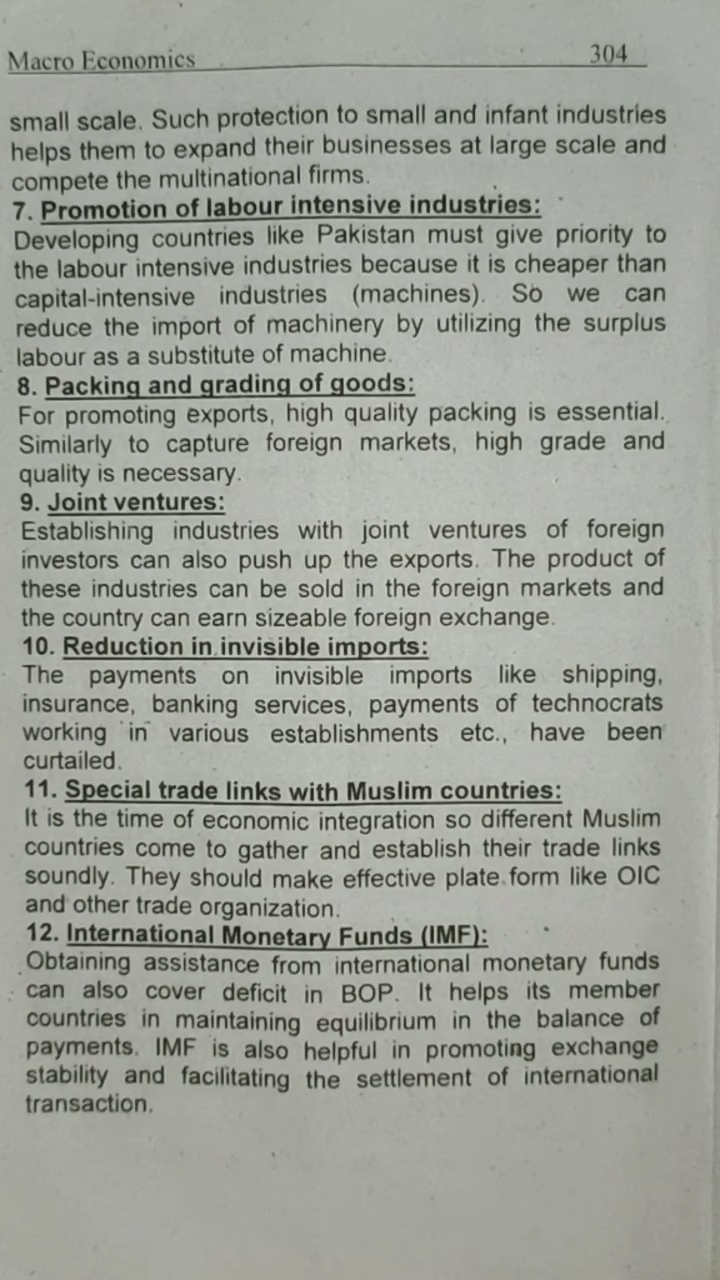 Macro Economics 304
small scale. Such protection to small and infant industries
helps them to expand their businesses at large scale and
compete the multinational firms.
7. Promotion of labour intensive industries:
Developing countries like Pakistan must give priority to
the labour intensive industries because it is cheaper than
capital-intensive industries (machines). So we can
reduce the import of machinery by utilizing the surplus
labour as a substitute of machine.
8. Packing and grading of goods:
For promoting exports, high quality packing is essential.
Similarly to capture foreign markets, high grade and
quality is necessary.
9. Joint ventures:
Establishing industries with joint ventures of foreign
investors can also push up the exports. The product of
these industries can be sold in the foreign markets and
the country can earn sizeable foreign exchange.
10. Reduction in invisible imports:
The payments on invisible imports like shipping,
insurance, banking services, payments of technocrats
working in various establishments etc., have been
curtailed.
11. Special trade links with Muslim countries:
It is the time of economic integration so different Muslim
countries come to gather and establish their trade links
soundly. They should make effective plate form like OIC
and other trade organization.
12. International Monetary Funds (IMF):
Obtaining assistance from international monetary funds
can also cover deficit in BOP. It helps its member
countries in maintaining equilibrium in the balance of
payments. IMF is also helpful in promoting exchange
stability and facilitating the settlement of international
transaction.